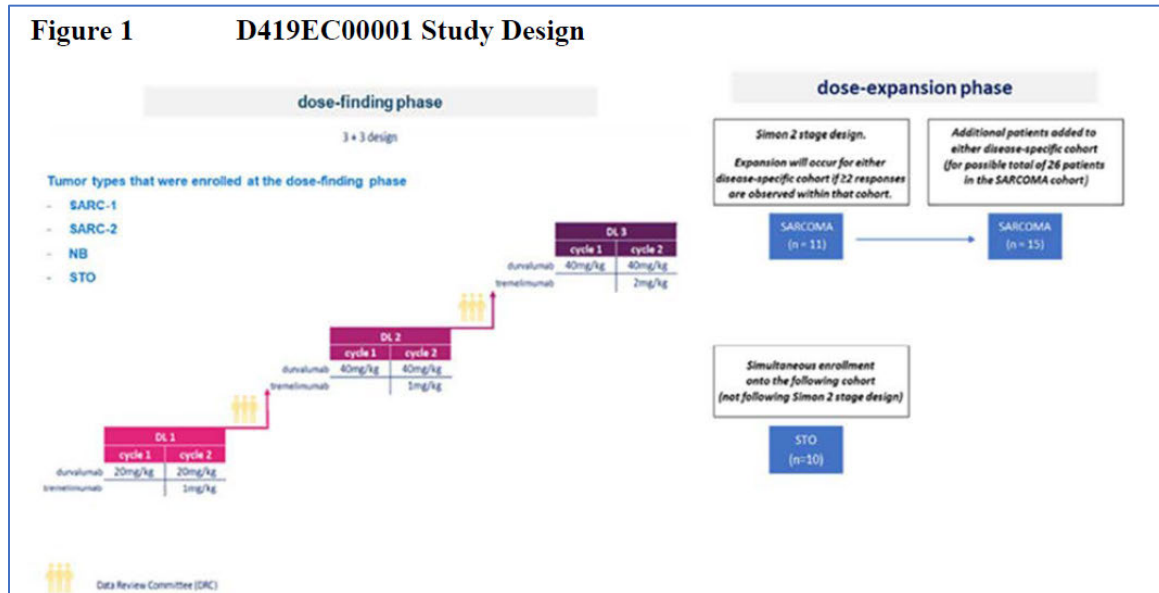 Figure 1 D419EC00001 Study Design
dose-finding phase
3 + 3 design
Tumor types that were enrolled at the dose-finding phase
- SARC-1
- SARC-2
- NB
- STO
DL 3
cycle 1 cycle 2
durvalumab 40mg/kg 40mg/kg
tremelimumab 2mg/kg
DL 2
cycle 1 cycle 2
durvalumab 40mg/kg 40mg/kg
tremelimumab 1mg/kg
DL 1
cycle 1 cycle 2
durvalumab 20mg/kg 20mg/kg
tremelimumab 1mg/kg
Data Review Committee (DRC)
dose-expansion phase
Simon 2 stage design.
Expansion will occur for either
disease-specific cohort if ≥2 responses
are observed within that cohort.
Additional patients added to
either disease-specific cohort
(for possible total of 26 patients
in the SARCOMA cohort)
SARCOMA
(n = 11)
SARCOMA
(n = 15)
Simultaneous enrollment
onto the following cohort
(not following Simon 2 stage design)
STO
(n=10)